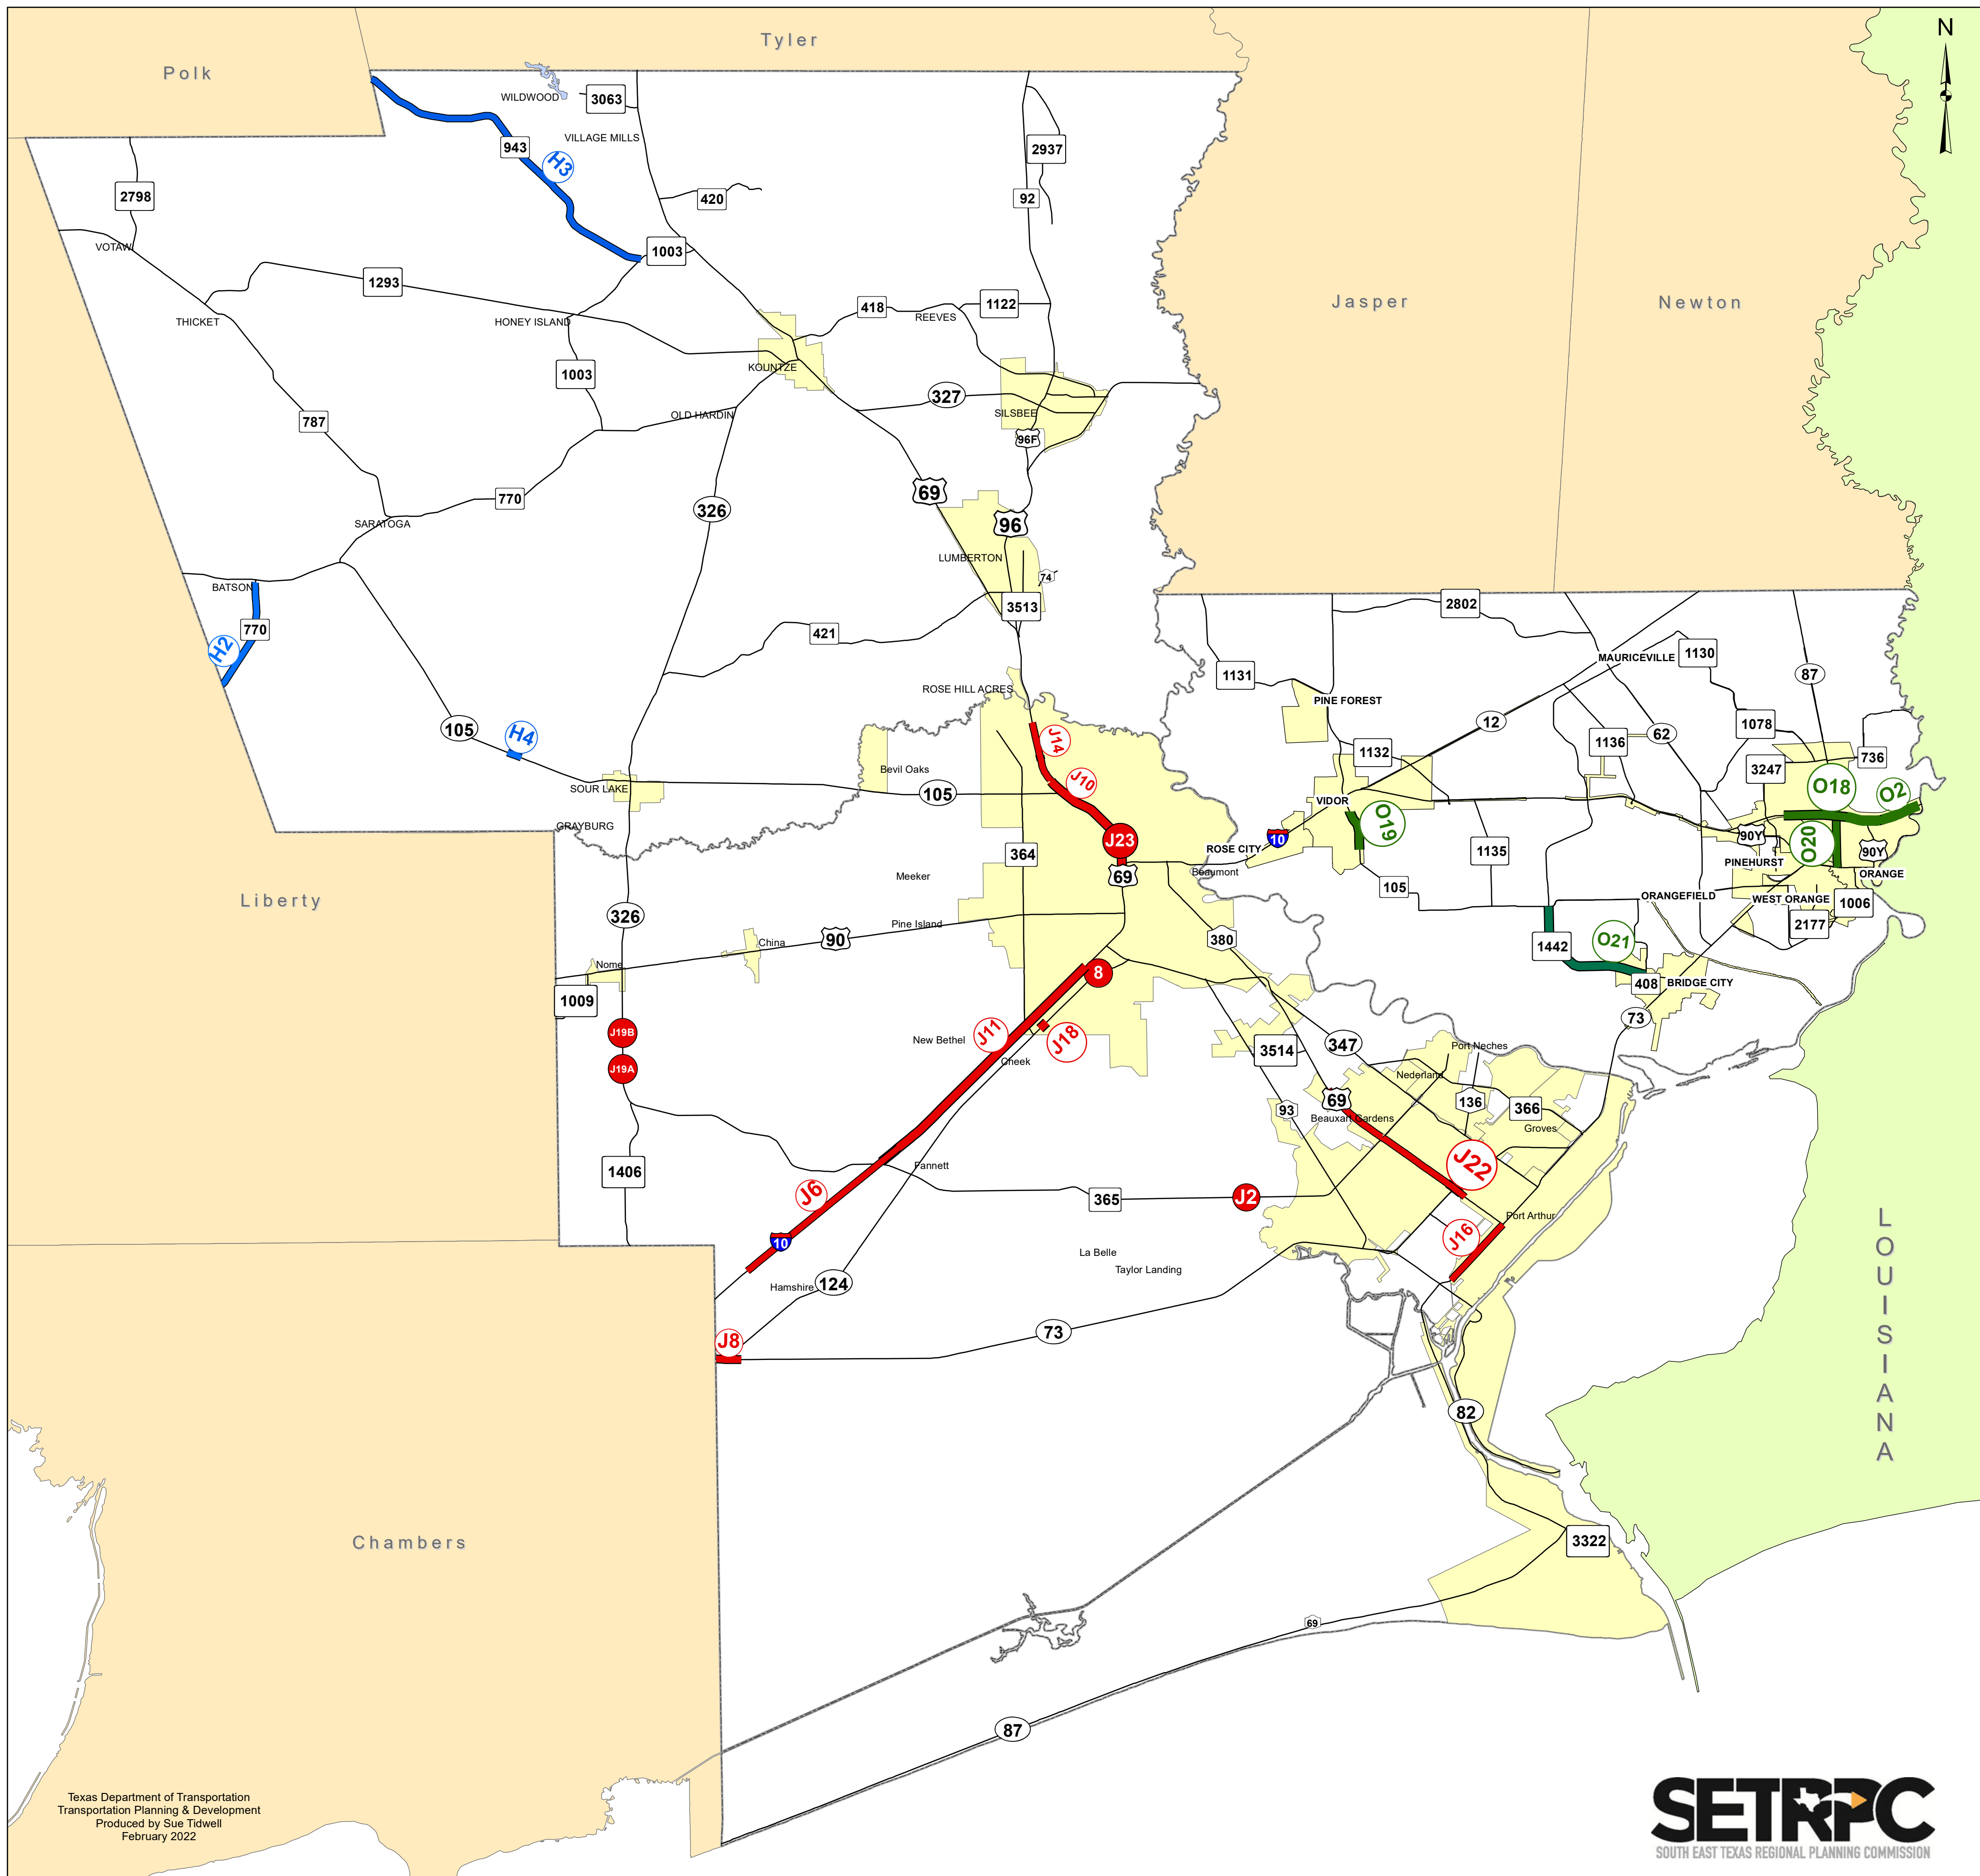 N
Tyler
Polk
WILDWOOD
3063
VILLAGE MILLS
943
H3
2937
2798
420
92
VOTAW
1003
1293
Jasper
Newton
418
REEVES
1122
THICKET
HONEY ISLAND
KOUNTZE
1003
327
787
OLD HARDIN
SILSBEE
96F
69
770
326
96
SARATOGA
LUMBERTON
74
BATSON
3513
2802
770
421
H2
MAURICEVILLE
1130
1131
87
ROSE HILL ACRES
PINE FOREST
105
H4
12
1078
J14
1136
62
1132
736
Bevil Oaks
J10
3247
SOUR LAKE
105
O18
O2
VIDOR
O19
GRAYBURG
J23
10
90Y
O20
364
ROSE CITY
1135
90Y
PINEHURST
69
Beaumont
ORANGE
Meeker
105
Liberty
ORANGEFIELD
WEST ORANGE
1006
326
Pine Island
2177
90
China
380
1442
O21
Nome
8
408
BRIDGE CITY
1009
73
J19B
J11
J18
New Bethel
347
Port Neches
3514
Cheek
J19A
Nederland
69
136
366
93
Beauxart Gardens
Groves
1406
Fannett
J22
J6
365
J2
Port Arthur
J16
10
La Belle
Taylor Landing
Hamshire
124
73
J8
LOUISIANA
82
Chambers
3322
69
87
Texas Department of Transportation
Transportation Planning & Development
Produced by Sue Tidwell
February 2022
SETRPC
SOUTH EAST TEXAS REGIONAL PLANNING COMMISSION